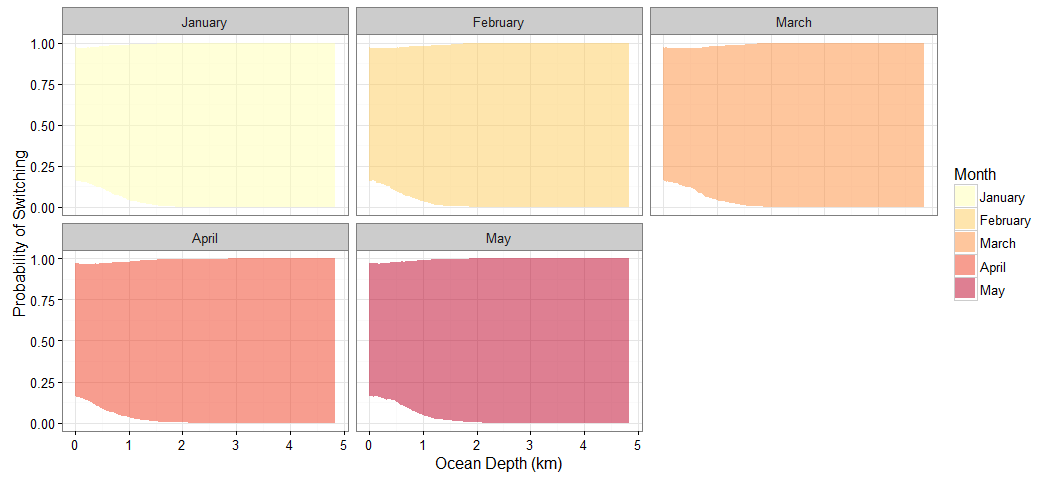 January February March
1.00
0.75
0.50
0.25
0.00
April May
1.00
0.75
0.50
0.25
0.00
0 1 2 3 4 5 0 1 2 3 4 5
Ocean Depth (km)
Probability of Switching
Month
January
February
March
April
May